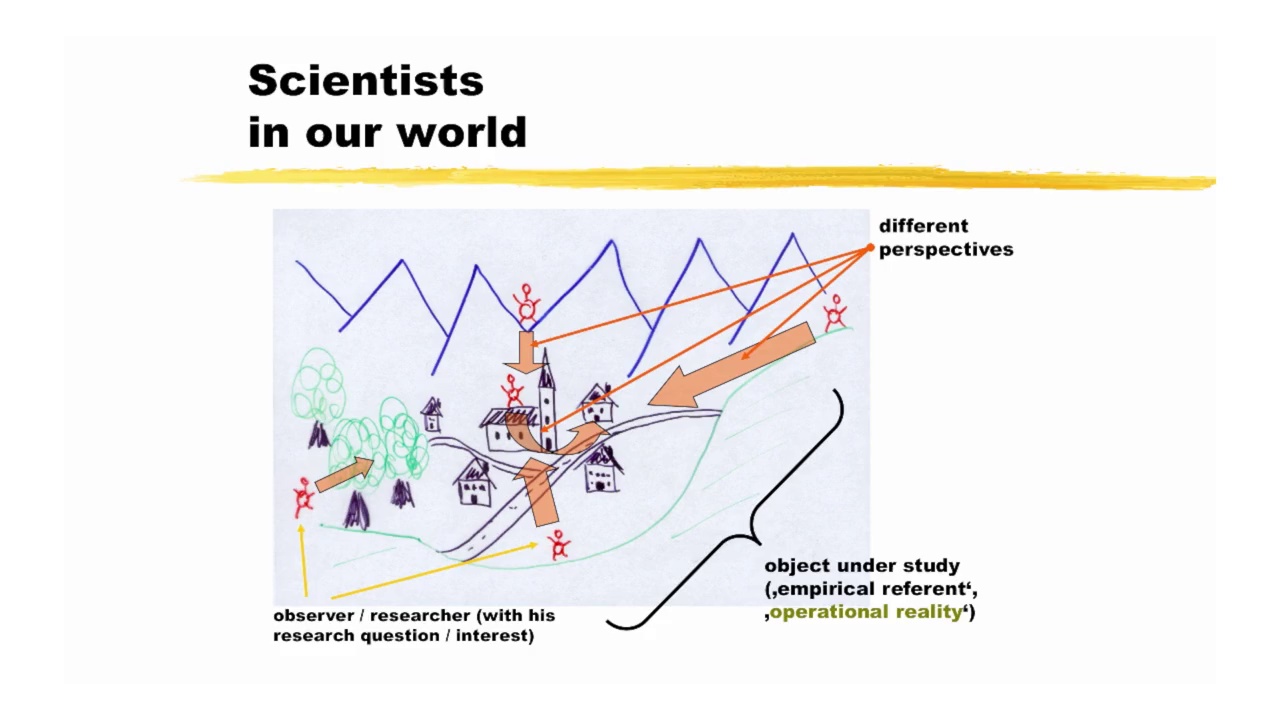 Scientists
in our world
different
perspectives
object under study
(‚empirical referent‘,
‚operational reality‘)
observer / researcher (with his
research question / interest)